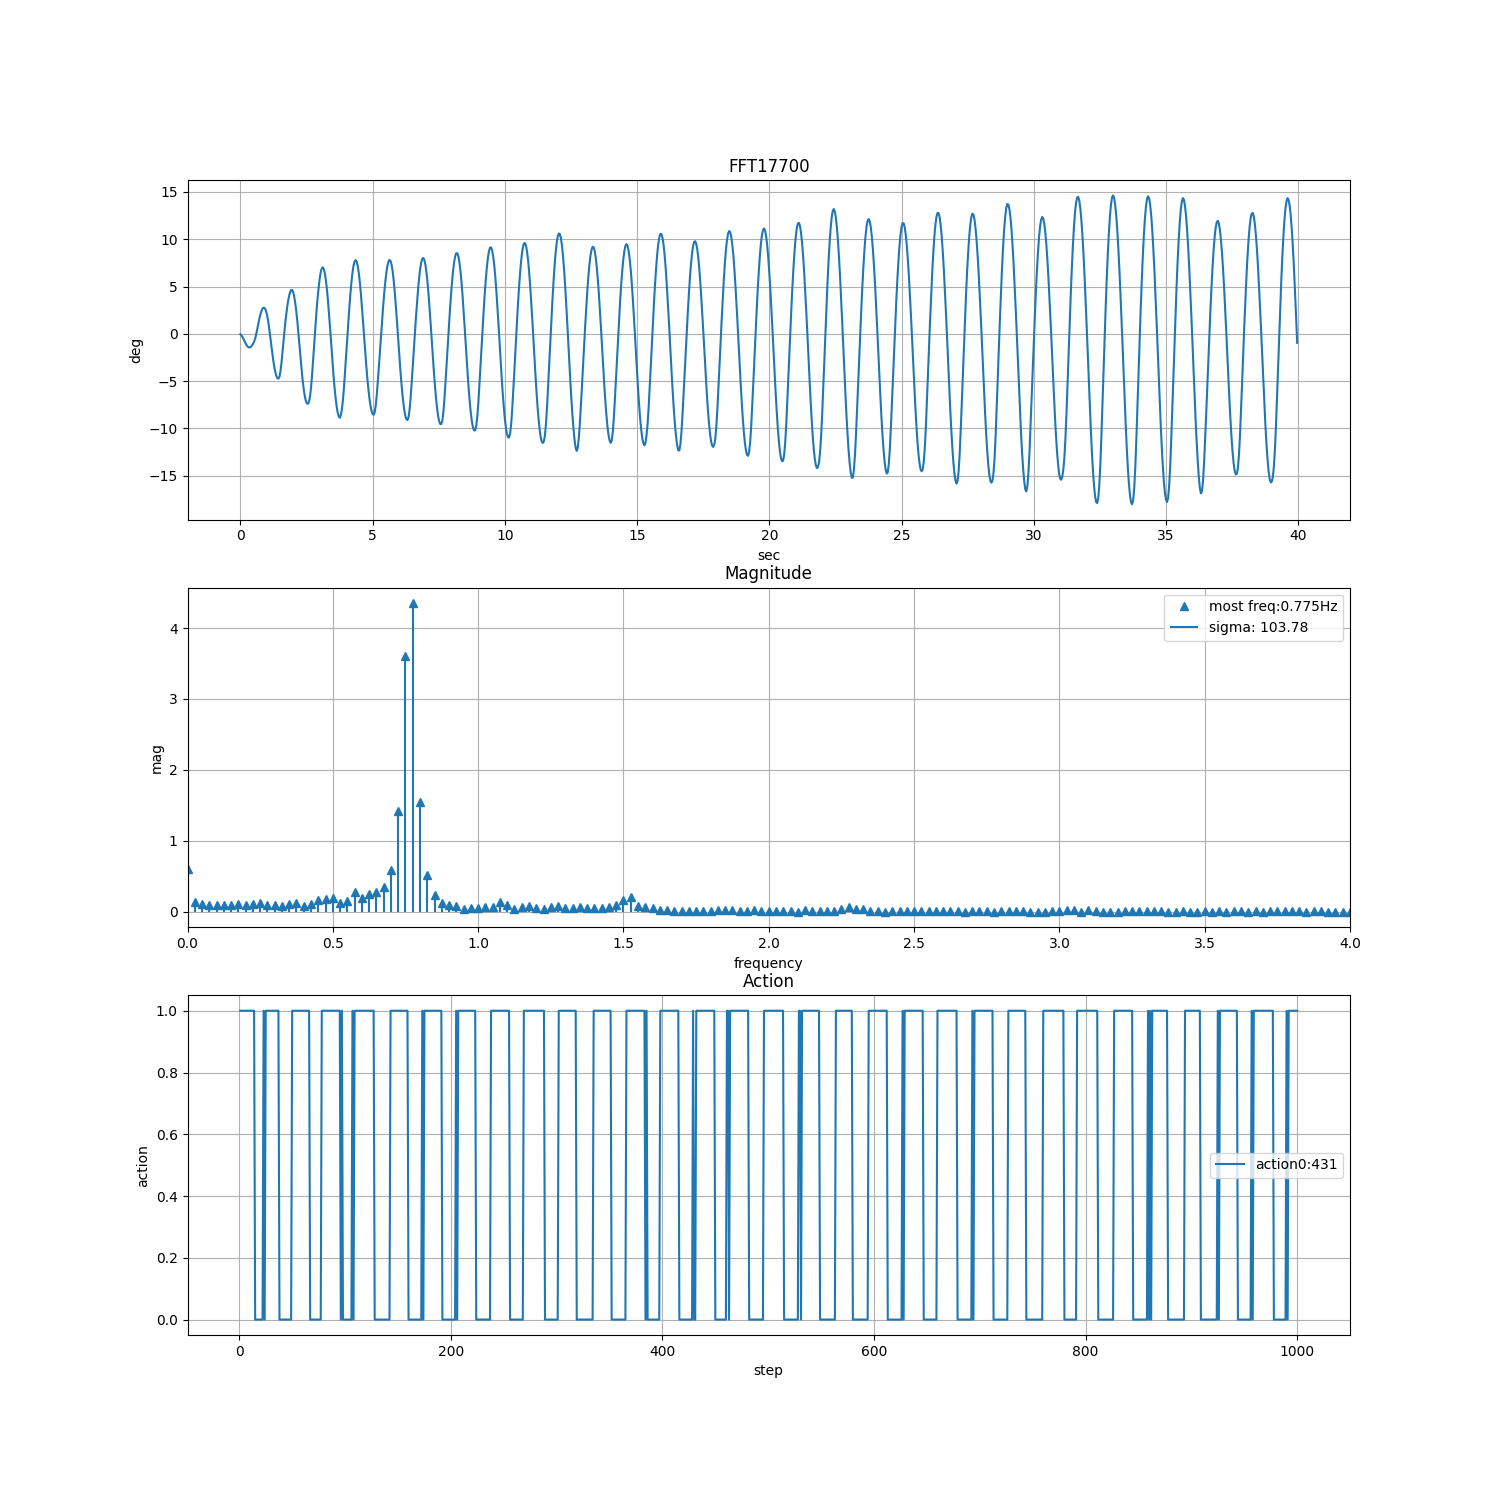 FFT17700
15
10
5
0
−5
−10
−15
deg
0 5 10 15 20 25 30 35 40
sec
Magnitude
most freq:0.775Hz
sigma: 103.78
4
3
2
1
0
mag
0.0 0.5 1.0 1.5 2.0 2.5 3.0 3.5 4.0
frequency
Action
1.0
0.8
0.6
0.4
0.2
0.0
action
action0:431
0 200 400 600 800 1000
step